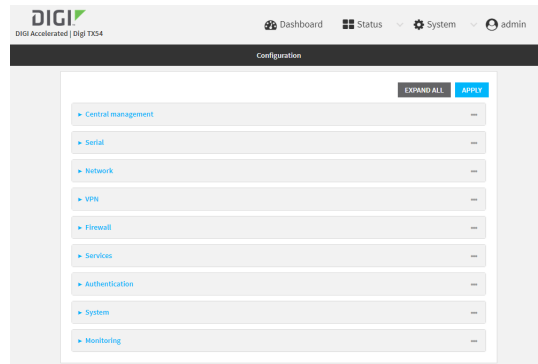 DIGI
DIGI Accelerated | Digi TX54
Dashboard Status System admin
Configuration
EXPAND ALL APPLY
Central management
Serial
Network
VPN
Firewall
Services
Authentication
System
Monitoring